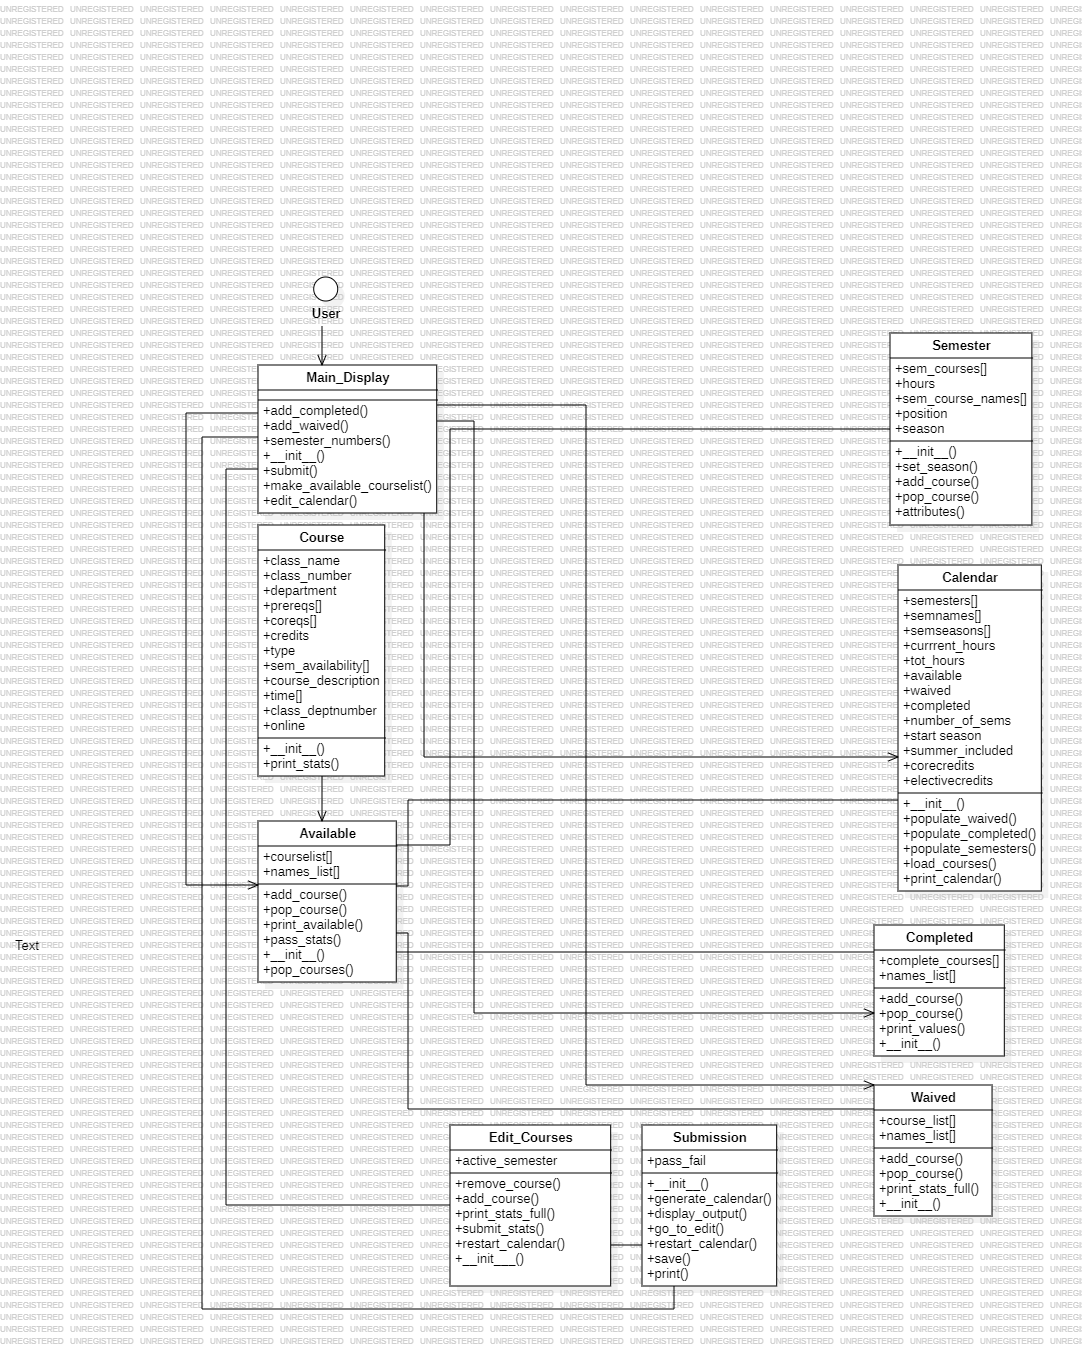 User
Main_Display
+add_completed()
+add_waived()
+semester_numbers()
+__init__()
+submit()
+make_available_courselist()
+edit_calendar()
Course
+class_name
+class_number
+department
+prereqs[]
+coreqs[]
+credits
+type
+sem_availability[]
+course_description
+time[]
+class_deptnumber
+online
+__init__()
+print_stats()
Available
+courselist[]
+names_list[]
+add_course()
+pop_course()
+print_available()
+pass_stats()
+__init__()
+pop_courses()
Text
Semester
+sem_courses[]
+hours
+sem_course_names[]
+position
+season
+__init__()
+set_season()
+add_course()
+pop_course()
+attributes()
Calendar
+semesters[]
+semnames[]
+semseasons[]
+currrent_hours
+tot_hours
+available
+waived
+completed
+number_of_sems
+start season
+summer_included
+corecredits
+electivecredits
+__init__()
+populate_waived()
+populate_completed()
+populate_semesters()
+load_courses()
+print_calendar()
Completed
+complete_courses[]
+names_list[]
+add_course()
+pop_course()
+print_values()
+__init__()
Waived
+course_list[]
+names_list[]
+add_course()
+pop_course()
+print_stats_full()
+__init__()
Edit_Courses
+active_semester
+remove_course()
+add_course()
+print_stats_full()
+submit_stats()
+restart_calendar()
+__init___()
Submission
+pass_fail
+__init__()
+generate_calendar()
+display_output()
+go_to_edit()
+restart_calendar()
+save()
+print()
UNREGISTERED